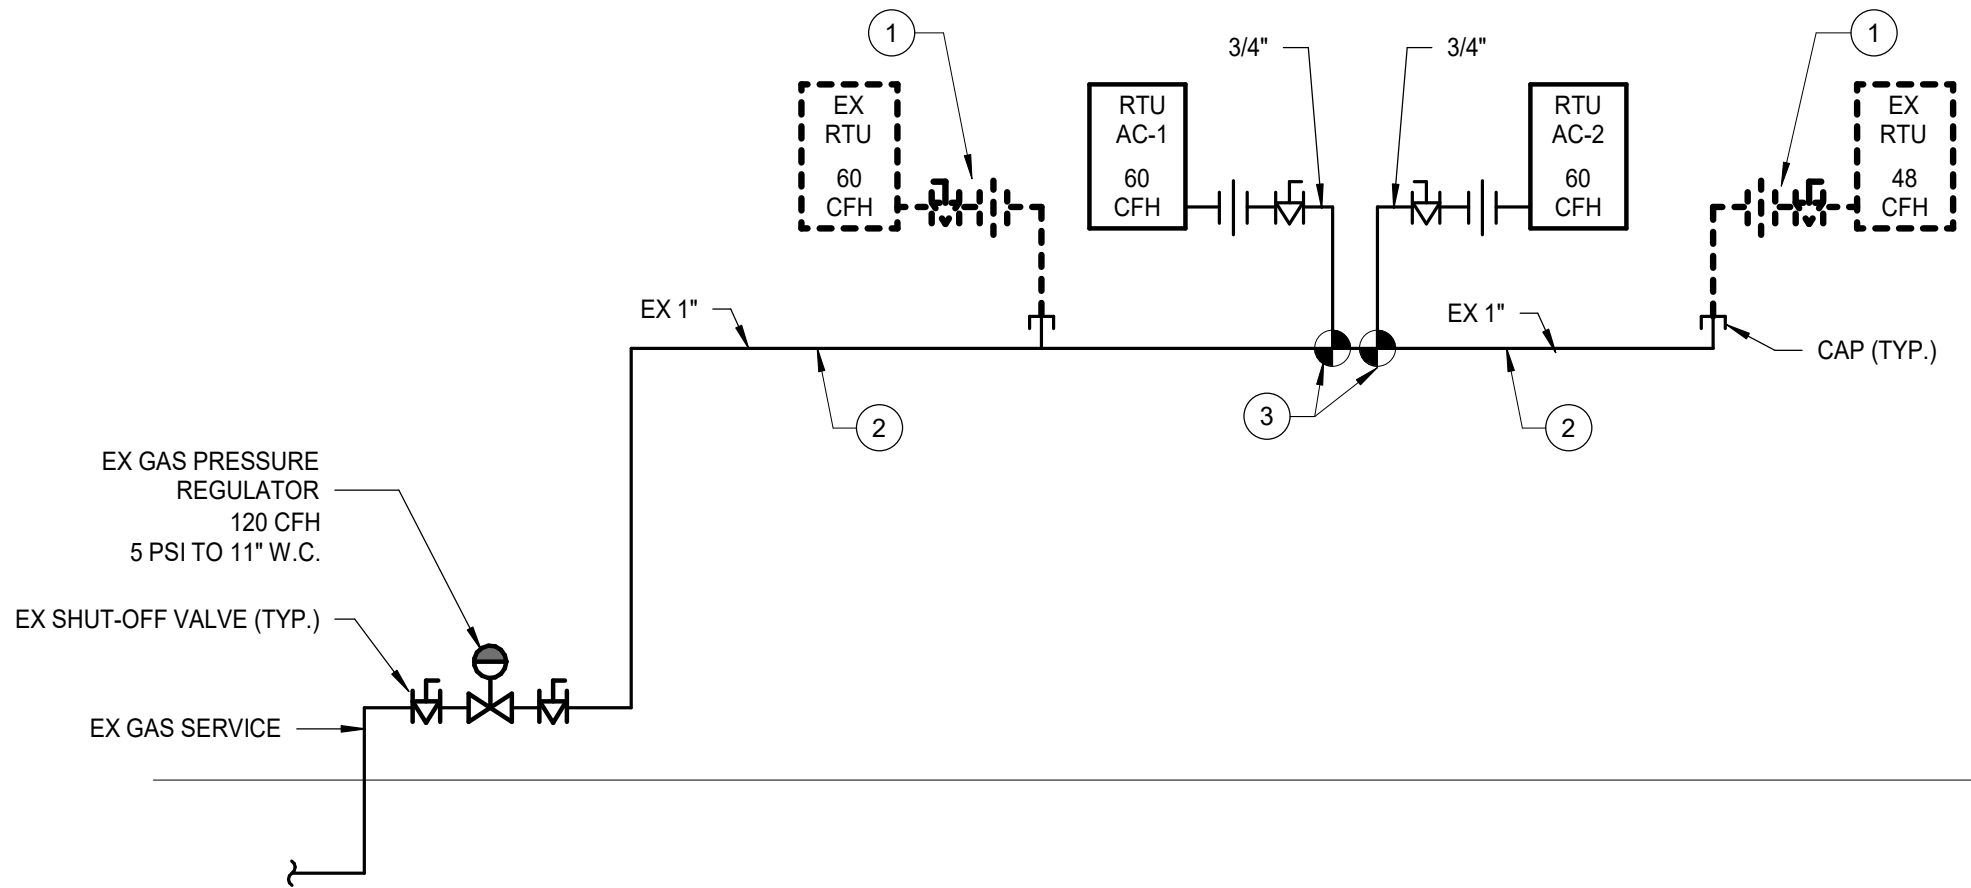 1
3/4"
3/4"
1
EX
RTU
60
CFH
RTU
AC-1
60
CFH
RTU
AC-2
60
CFH
EX
RTU
48
CFH
EX 1"
EX 1"
CAP (TYP.)
2
3
2
EX GAS PRESSURE
REGULATOR
120 CFH
5 PSI TO 11" W.C.
EX SHUT-OFF VALVE (TYP.)
EX GAS SERVICE